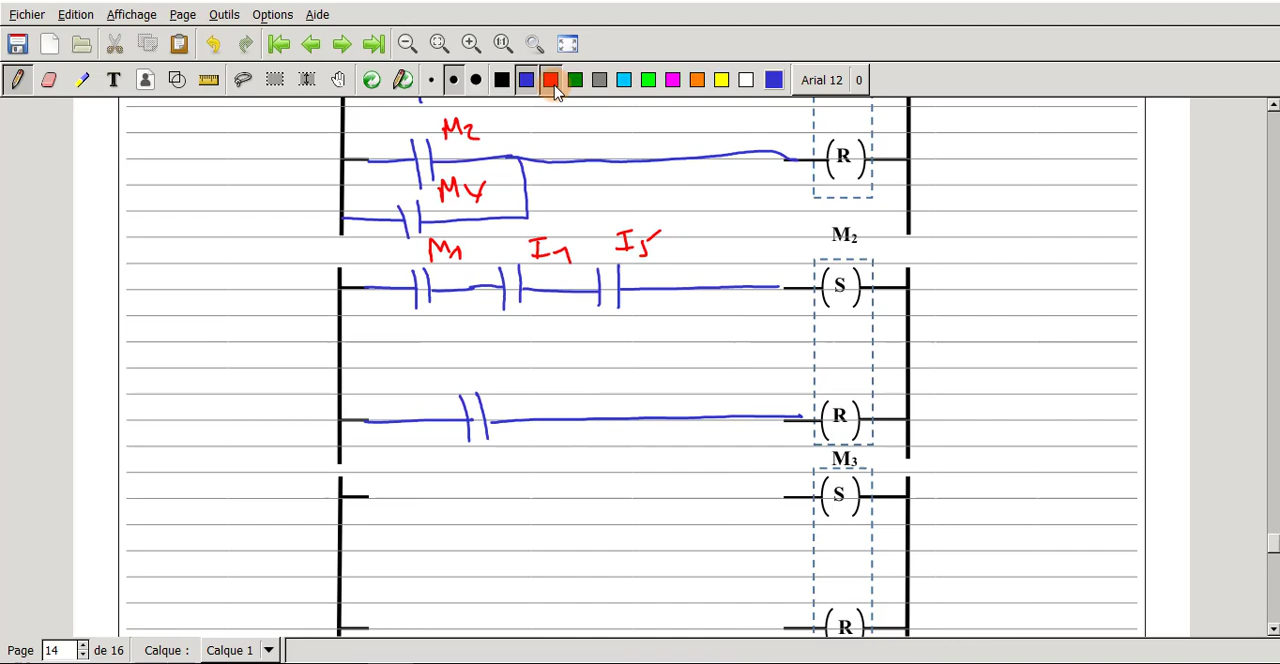 Fichier Edition Affichage Page Outils Options Aide
T Arial 12 0
M2
R
M4
M₂
M1 I1 I5
S
R
M₃
S
R
Page 14 de 16 Calque : Calque 1